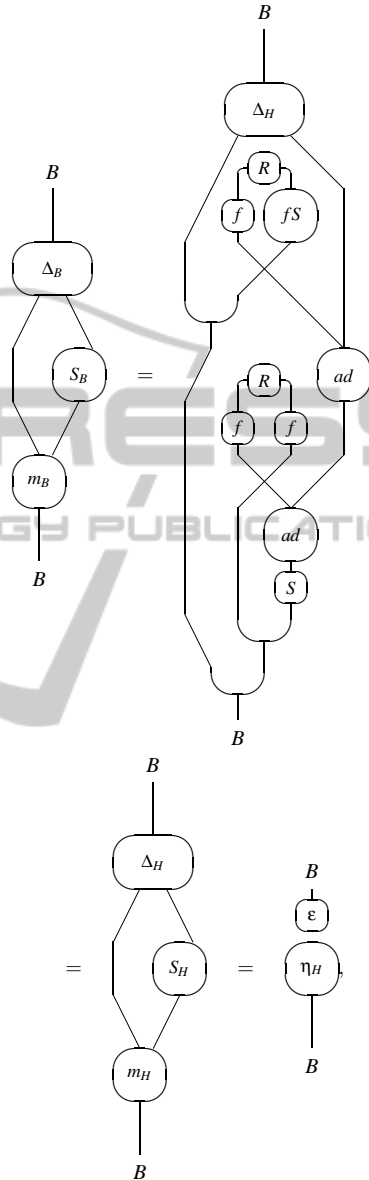 B
Δ_H
R
f fS
B
Δ_B
S_B = ad
R
f f
m_B
ad
B
S
B
B
Δ_H
B
ε
= S_H = η_H,
m_H
B
B